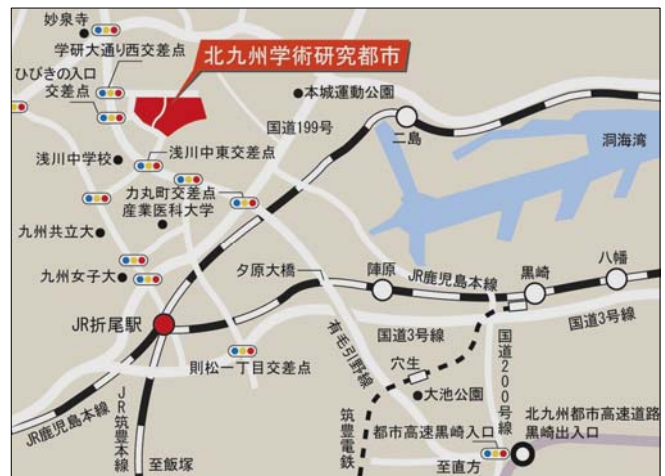 妙泉寺
学研大通り西交差点
北九州学術研究都市
ひびきの入口
交差点
本城運動公園
国道199号
二島
洞海湾
浅川中学校
浅川中東交差点
力丸町交差点
産業医科大学
九州共立大
九州女子大
夕原大橋
陣原
JR鹿児島本線
黒崎
八幡
JR折尾駅
国道3号線
国道3号線
有毛引野線
則松一丁目交差点
穴生
大池公園
国道200号線
JR鹿児島本線
JR筑豊本線
筑豊電鉄
北九州都市高速道路
黒崎出入口
都市高速黒崎入口
至飯塚
至直方